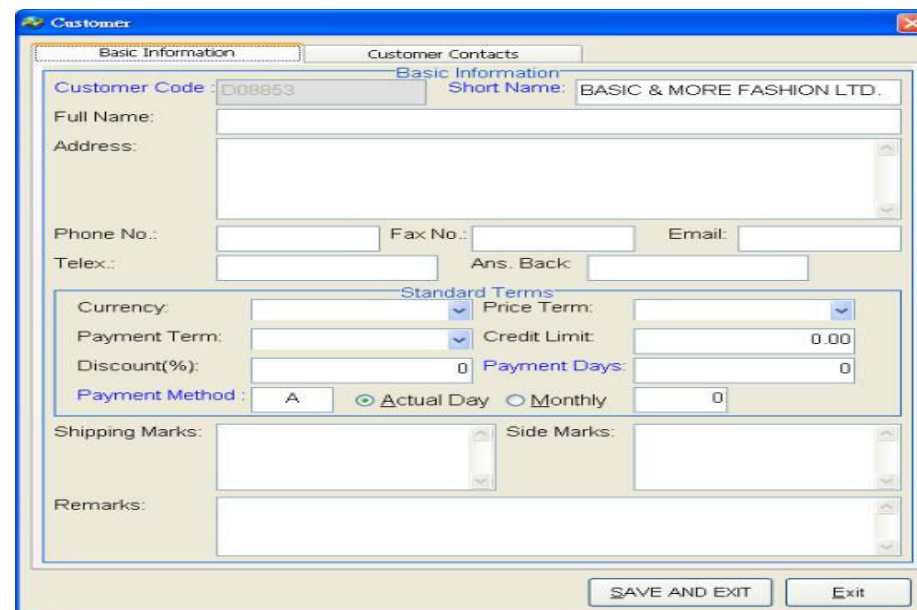 Customer
Basic Information Customer Contacts
Basic Information
Customer Code : D08853 Short Name: BASIC & MORE FASHION LTD.
Full Name:
Address:
Phone No.: Fax No.: Email:
Telex.: Ans. Back:
Standard Terms
Currency: Price Term:
Payment Term: Credit Limit: 0.00
Discount(%): 0 Payment Days: 0
Payment Method : A Actual Day Monthly 0
Shipping Marks: Side Marks:
Remarks:
SAVE AND EXIT Exit